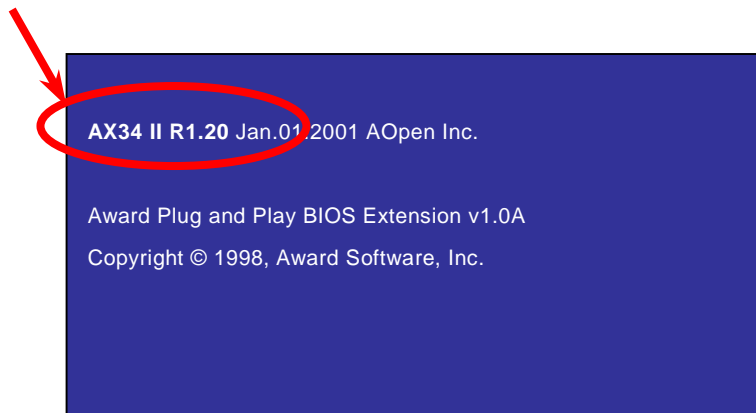 AX34 II R1.20 Jan.01.2001 AOpen Inc.
Award Plug and Play BIOS Extension v1.0A
Copyright © 1998, Award Software, Inc.